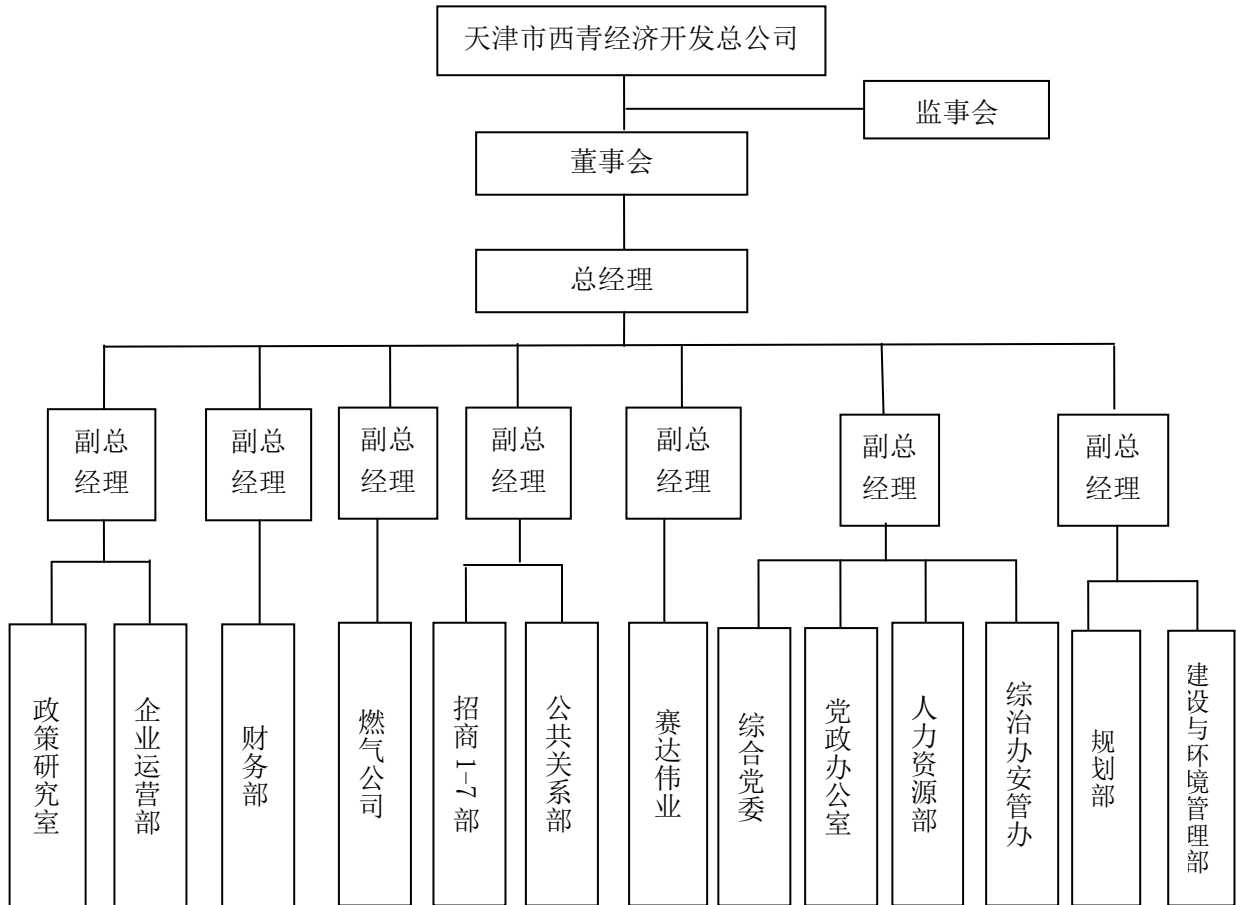 天津市西青经济开发总公司
监事会
董事会
总经理
副总
经理
副总
经理
副总
经理
副总
经理
副总
经理
副总
经理
副总
经理
政策研究室
企业运营部
财务部
燃气公司
招商 1-7 部
公共关系部
赛达伟业
综合党委
党政办公室
人力资源部
综治办安管办
规划部
建设与环境管理部